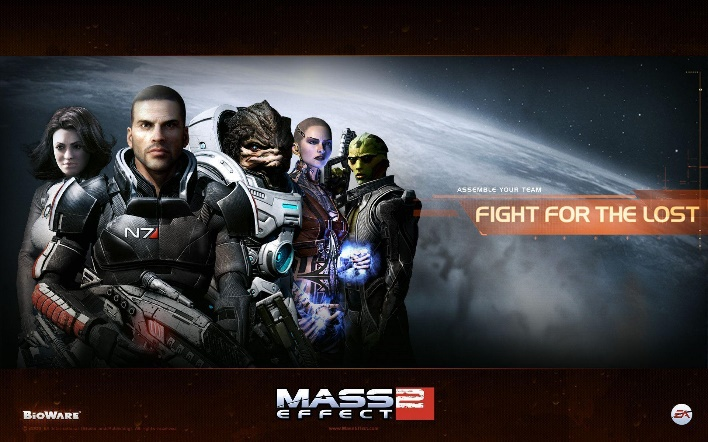 ASSEMBLE YOUR TEAM
FIGHT FOR THE LOST
N7
MASS 2
EFFECT
BIOWARE
EA